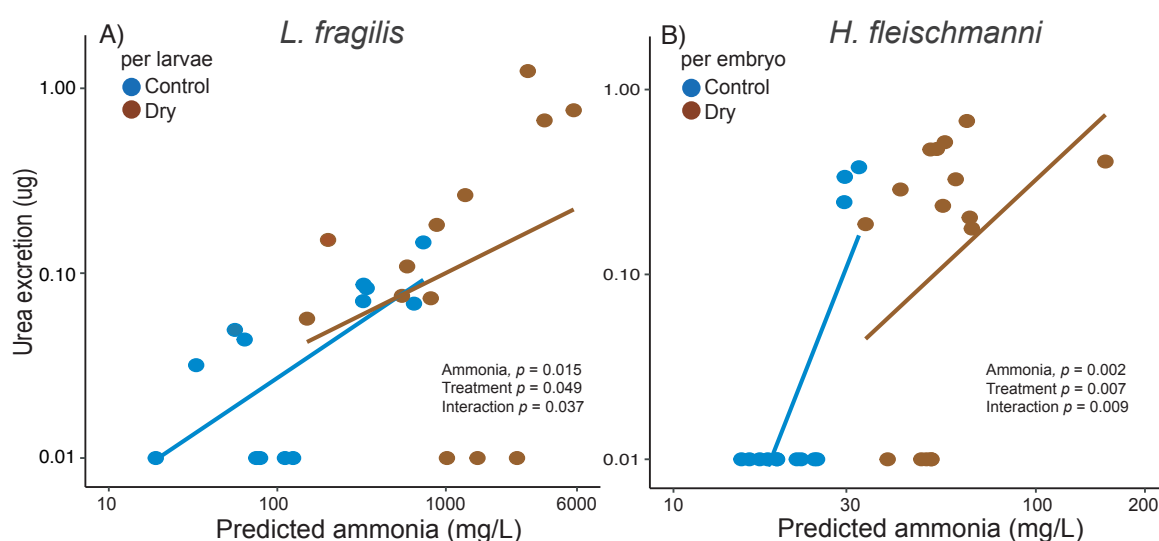 A)
L. fragilis
per larvae
Control
Dry
1.00
0.10
0.01
Urea excretion (ug)
Ammonia, p = 0.015
Treatment p = 0.049
Interaction p = 0.037
10
100
1000
6000
Predicted ammonia (mg/L)
B)
H. fleischmanni
per embryo
Control
Dry
1.00
0.10
0.01
Ammonia, p = 0.002
Treatment p = 0.007
Interaction p = 0.009
10
30
100
200
Predicted ammonia (mg/L)